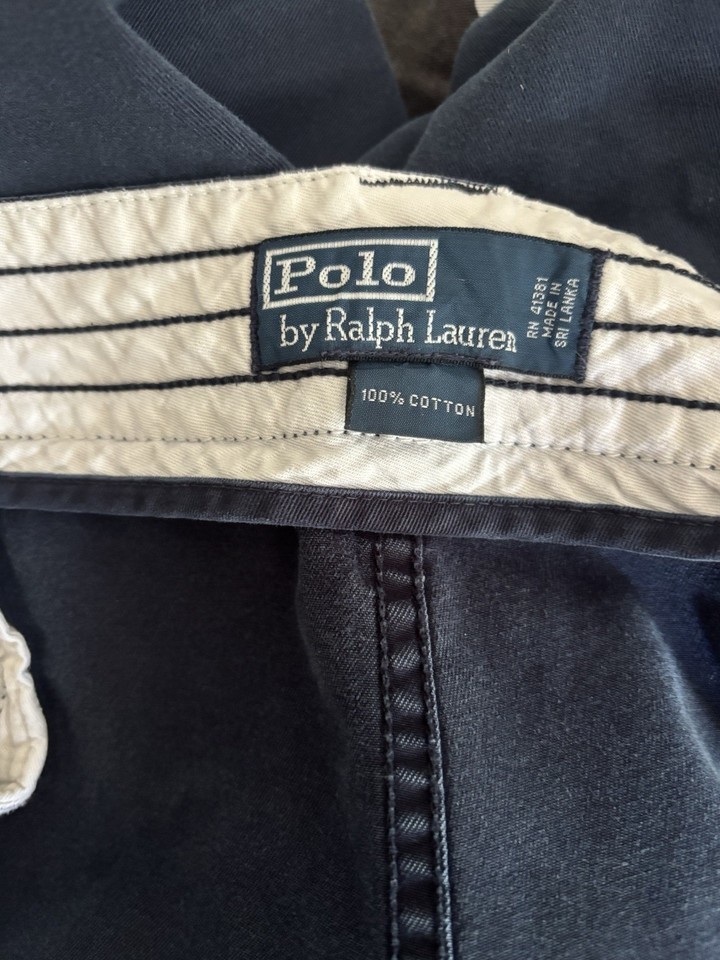 Polo
by Ralph Lauren
RN 41381
MADE IN
SRI LANKA
100% COTTON